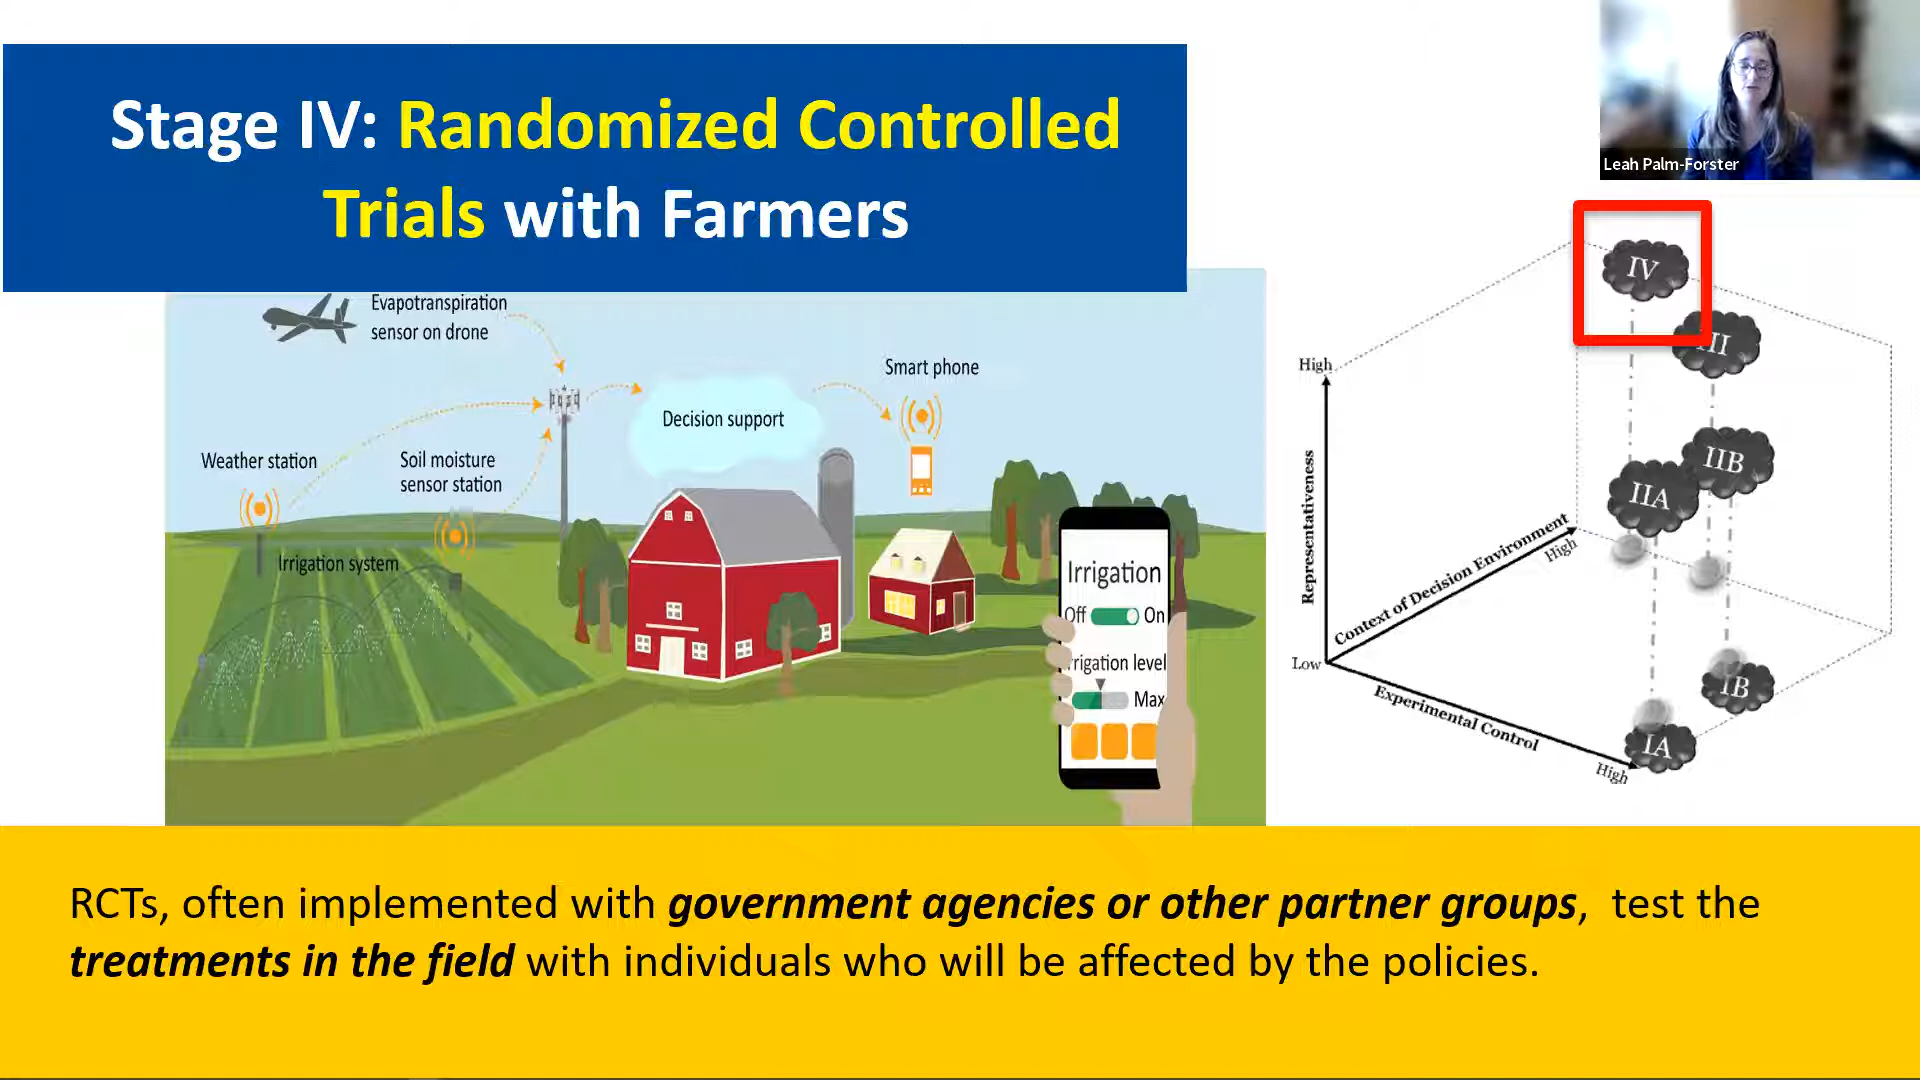 Stage IV: Randomized Controlled
Trials with Farmers
Leah Palm-Forster
Evapotranspiration
sensor on drone
Smart phone
Decision support
Weather station
Soil moisture
sensor station
Irrigation system
Irrigation
Off On
rrigation level
Max
IV
III
High
IIB
IIA
Representativeness
Context of Decision Environment
High
Low
IB
Experimental Control
IA
High
RCTs, often implemented with government agencies or other partner groups, test the
treatments in the field with individuals who will be affected by the policies.